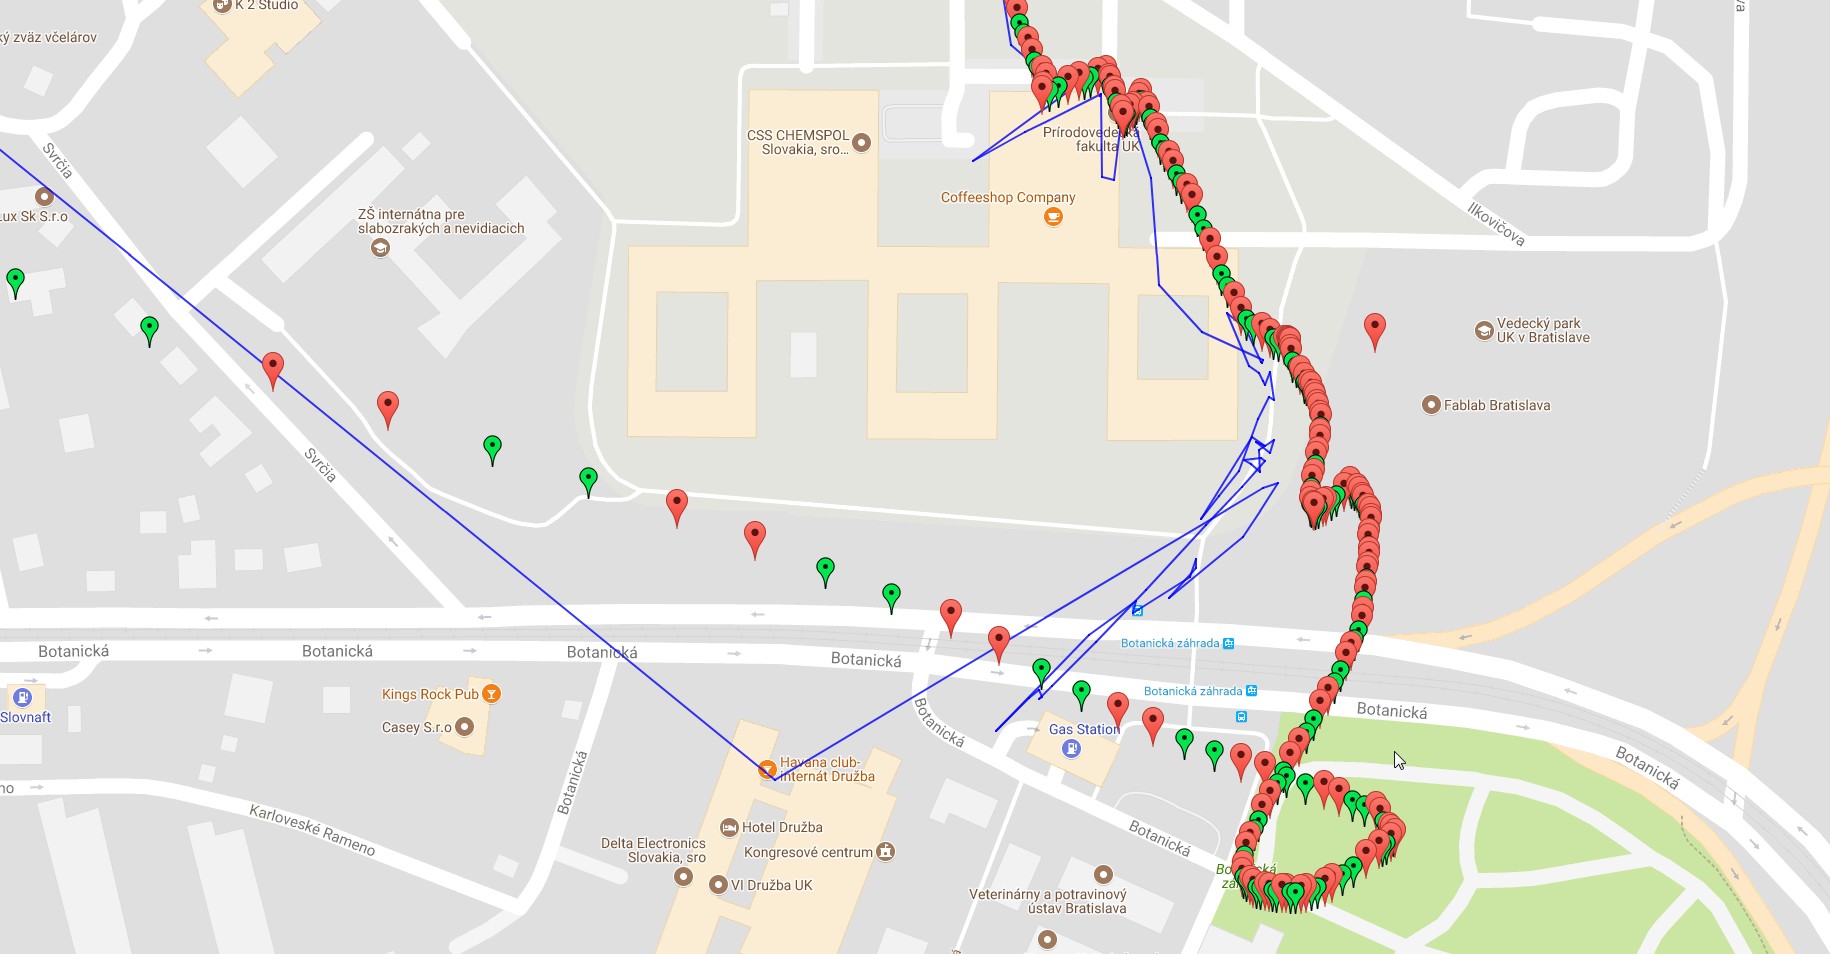 K 2 Studio
ký zväz včelárov
Svrčia
Lux Sk S.r.o
ZŠ internátna pre
slabozrakých a nevidiacich
CSS CHEMSPOL
Slovakia, sro...
Prírodovedecká
fakulta UK
Coffeeshop Company
Ilkovičova
Vedecký park
UK v Bratislave
Fablab Bratislava
Svrčia
Botanická
Botanická
Botanická
Botanická
Botanická záhrada
Botanická záhrada
Botanická
Botanická
Slovnaft
Kings Rock Pub
Casey S.r.o
Botanická
Gas Station
Havana club-
internát Družba
Botanická
Karloveské Rameno
Hotel Družba
Delta Electronics
Slovakia, sro
Kongresové centrum
VI Družba UK
Botanická
Veterinárny a potravinový
ústav Bratislava